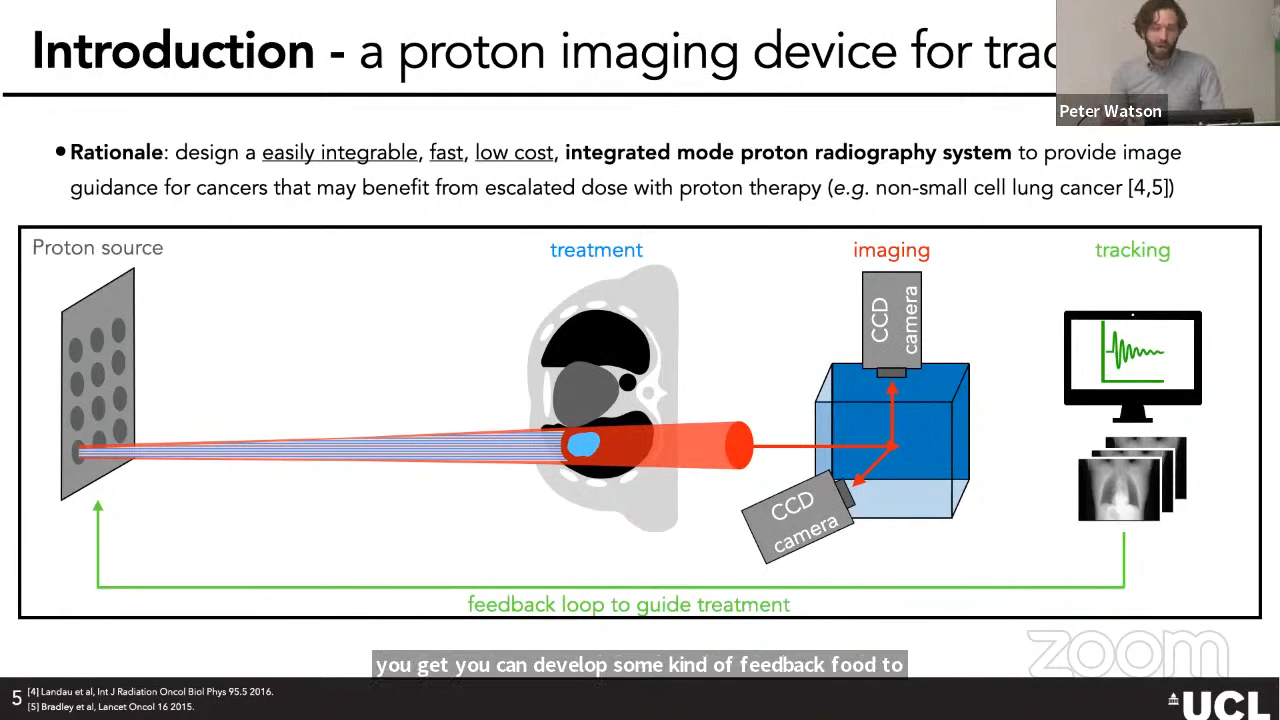 Introduction - a proton imaging device for trac
Peter Watson
Rationale: design a easily integrable, fast, low cost, integrated mode proton radiography system to provide image
guidance for cancers that may benefit from escalated dose with proton therapy (e.g. non-small cell lung cancer [4,5])
Proton source
treatment
imaging
tracking
CCD
camera
CCD
camera
feedback loop to guide treatment
zoom
you get you can develop some kind of feedback food to
5
[4] Landau et al, Int J Radiation Oncol Biol Phys 95.5 2016.
[5] Bradley et al, Lancet Oncol 16 2015.
UCL